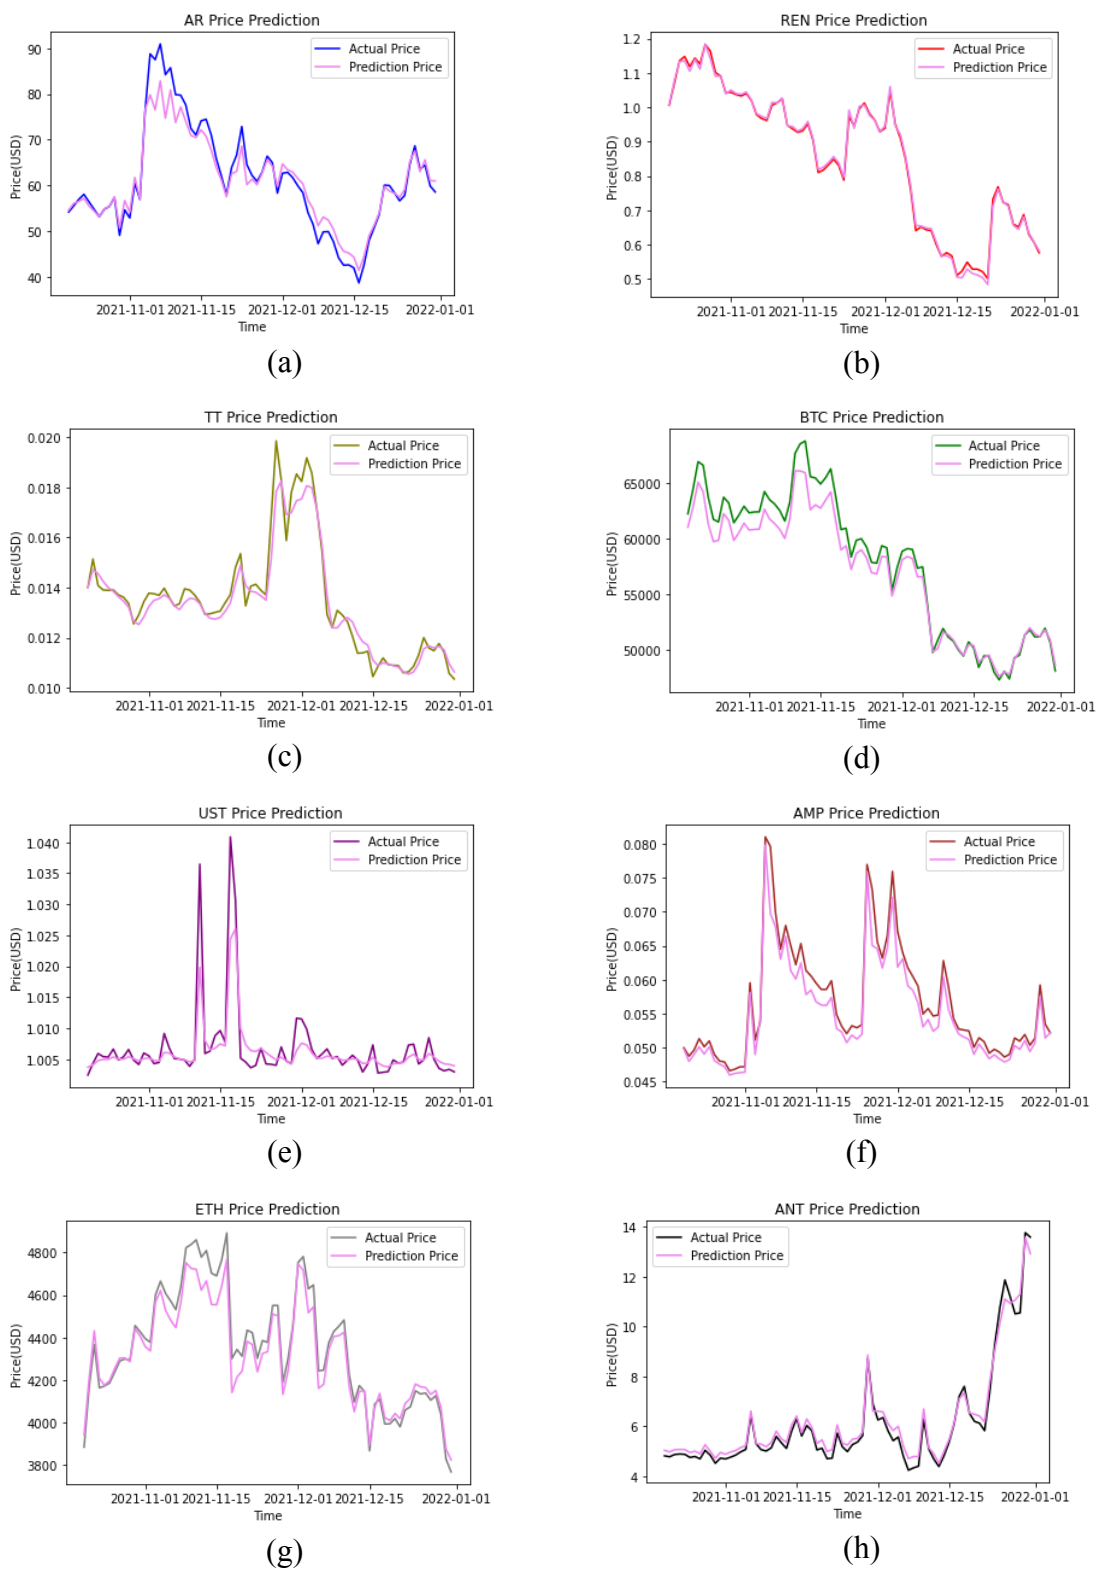 AR Price Prediction
Actual Price
Prediction Price
Price(USD)
90
80
70
60
50
40
2021-11-01 2021-11-15 2021-12-01 2021-12-15 2022-01-01
Time
(a)
REN Price Prediction
Actual Price
Prediction Price
Price(USD)
1.2
1.1
1.0
0.9
0.8
0.7
0.6
0.5
2021-11-01 2021-11-15 2021-12-01 2021-12-15 2022-01-01
Time
(b)
TT Price Prediction
Actual Price
Prediction Price
Price(USD)
0.020
0.018
0.016
0.014
0.012
0.010
2021-11-01 2021-11-15 2021-12-01 2021-12-15 2022-01-01
Time
(c)
BTC Price Prediction
Actual Price
Prediction Price
Price(USD)
65000
60000
55000
50000
2021-11-01 2021-11-15 2021-12-01 2021-12-15 2022-01-01
Time
(d)
UST Price Prediction
Actual Price
Prediction Price
Price(USD)
1.040
1.035
1.030
1.025
1.020
1.015
1.010
1.005
2021-11-01 2021-11-15 2021-12-01 2021-12-15 2022-01-01
Time
(e)
AMP Price Prediction
Actual Price
Prediction Price
Price(USD)
0.080
0.075
0.070
0.065
0.060
0.055
0.050
0.045
2021-11-01 2021-11-15 2021-12-01 2021-12-15 2022-01-01
Time
(f)
ETH Price Prediction
Actual Price
Prediction Price
Price(USD)
4800
4600
4400
4200
4000
3800
2021-11-01 2021-11-15 2021-12-01 2021-12-15 2022-01-01
Time
(g)
ANT Price Prediction
Actual Price
Prediction Price
Price(USD)
14
12
10
8
6
4
2021-11-01 2021-11-15 2021-12-01 2021-12-15 2022-01-01
Time
(h)